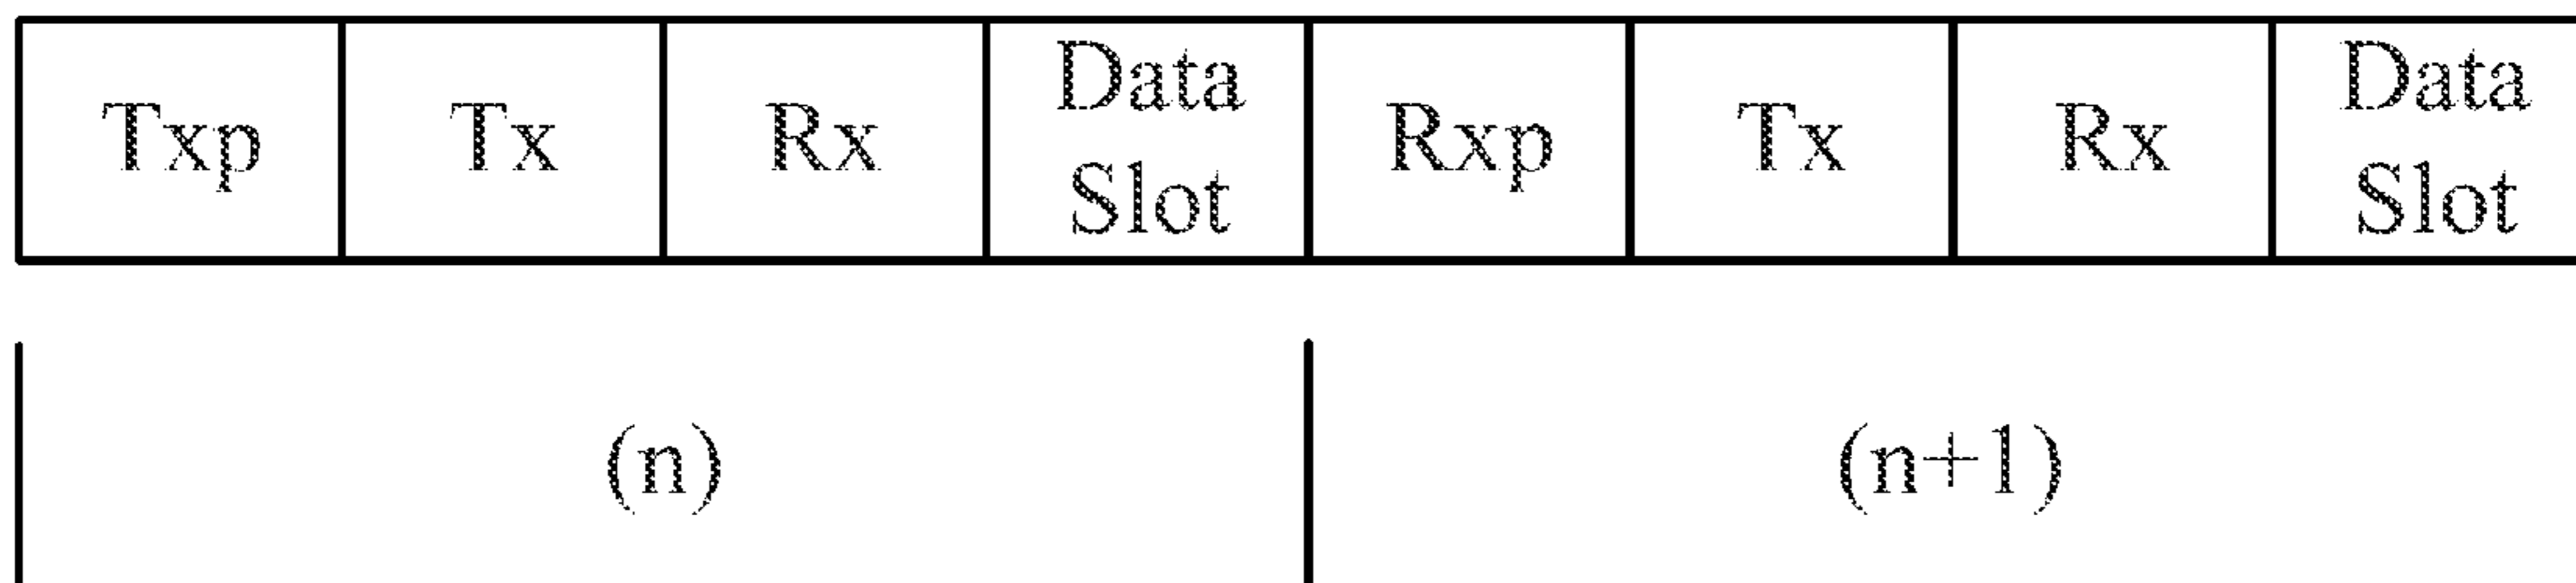 Txp Tx Rx Data Slot Rxp Tx Rx Data Slot
(n) (n+1)